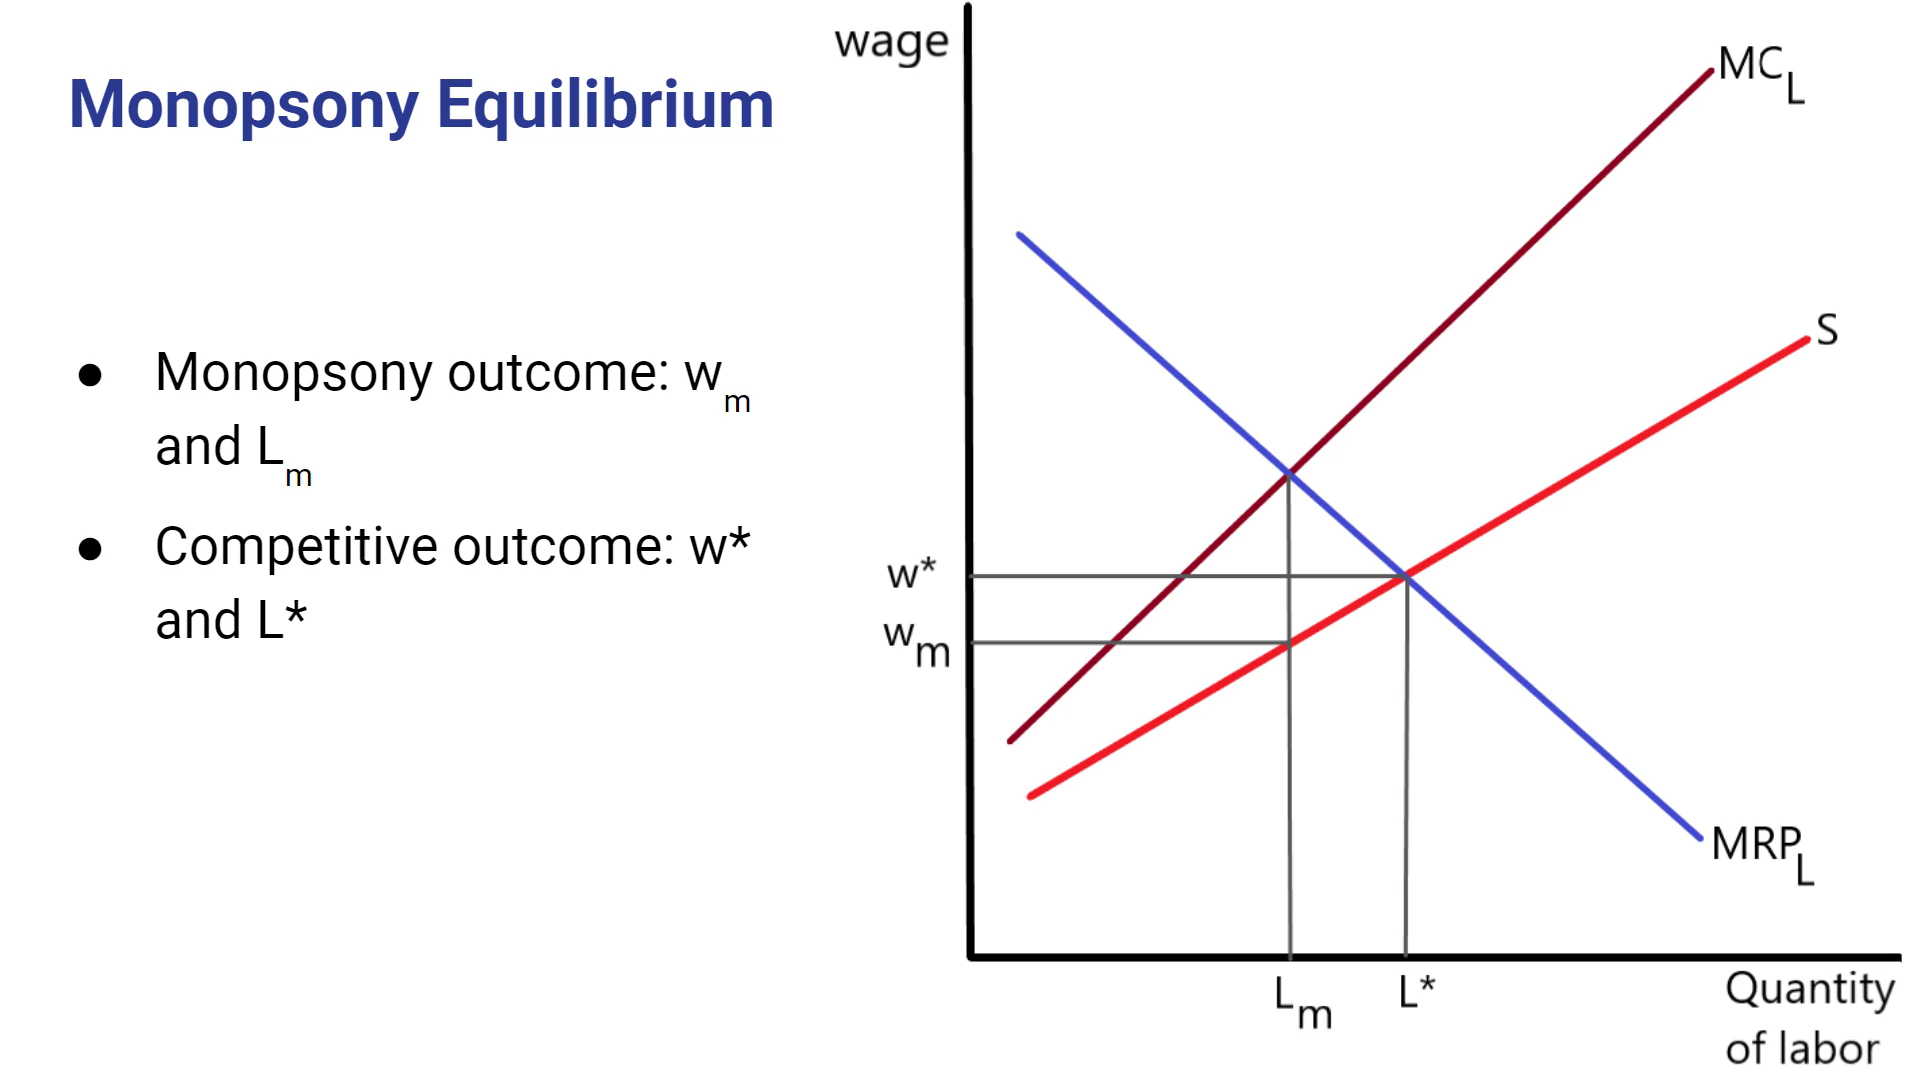 Monopsony Equilibrium
● Monopsony outcome: wm
and Lm
● Competitive outcome: w*
and L*
wage
MCL
S
w*
wm
MRPL
Lm
L*
Quantity
of labor